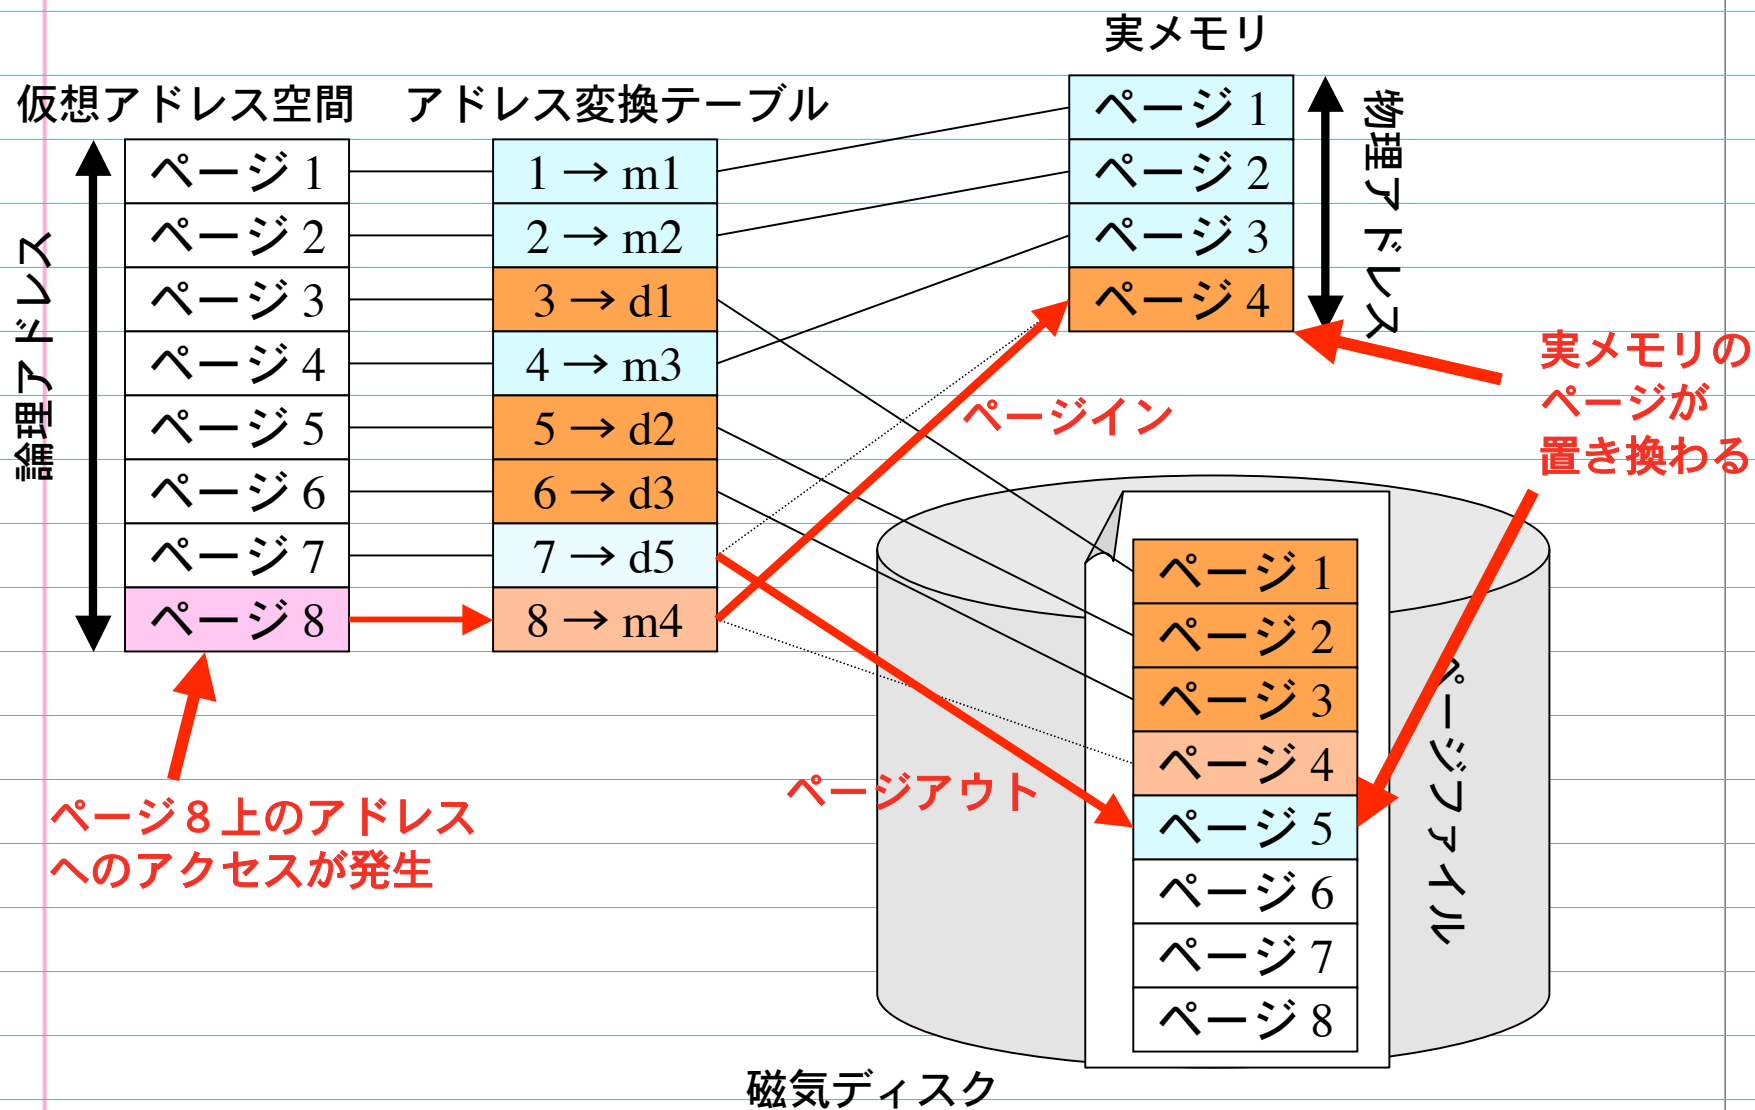 実メモリ
仮想アドレス空間
アドレス変換テーブル
論理アドレス
ページ 1
ページ 2
ページ 3
ページ 4
ページ 5
ページ 6
ページ 7
ページ 8
1 → m1
2 → m2
3 → d1
4 → m3
5 → d2
6 → d3
7 → d5
8 → m4
ページ 1
ページ 2
ページ 3
ページ 4
物理アドレス
実メモリの
ページが
置き換わる
ページイン
ページアウト
ページ８上のアドレス
へのアクセスが発生
ページ 1
ページ 2
ページ 3
ページ 4
ページ 5
ページ 6
ページ 7
ページ 8
ページファイル
磁気ディスク